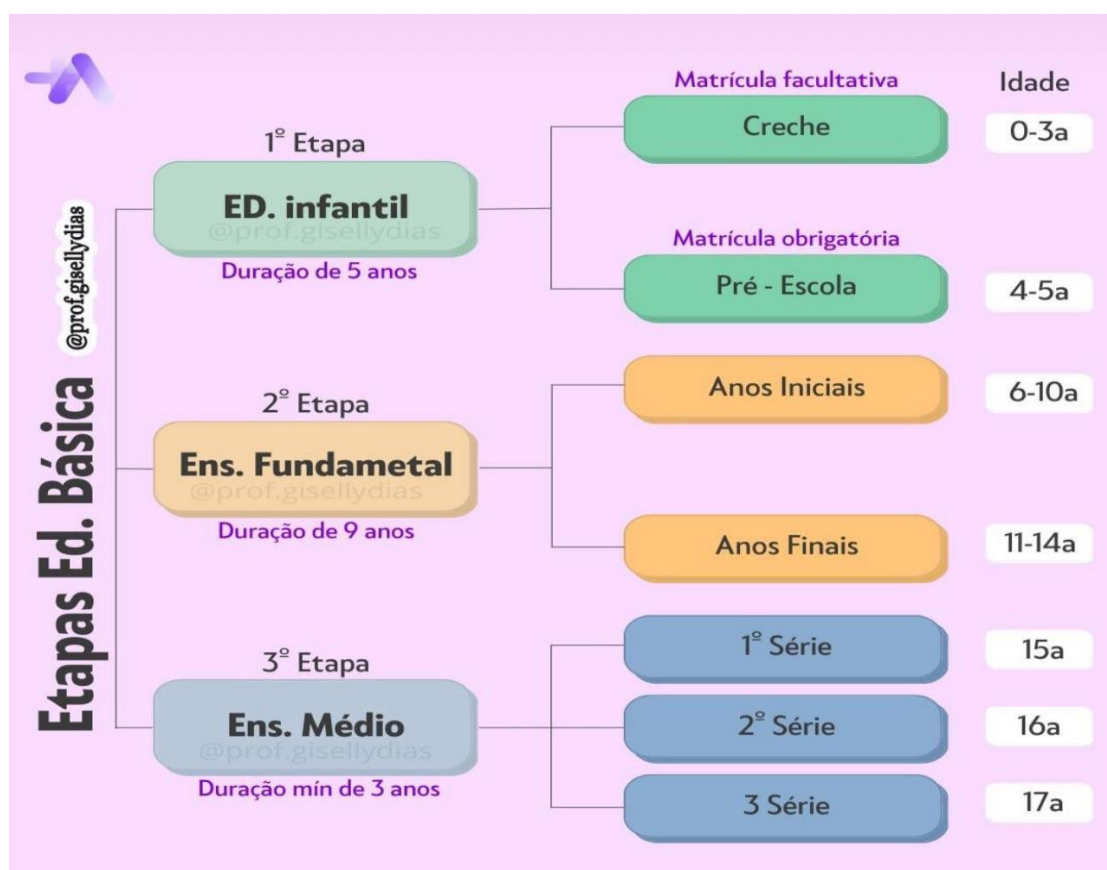 Etapas Ed. Básica
@prof.gisellydias
1º Etapa
ED. infantil
@prof.gisellydias
Duração de 5 anos
Matrícula facultativa
Creche
Matrícula obrigatória
Pré - Escola
Idade
0-3a
4-5a
2º Etapa
Ens. Fundametal
@prof.gisellydias
Duração de 9 anos
Anos Iniciais
6-10a
Anos Finais
11-14a
3º Etapa
Ens. Médio
@prof.gisellydias
Duração mín de 3 anos
1º Série
15a
2º Série
16a
3 Série
17a